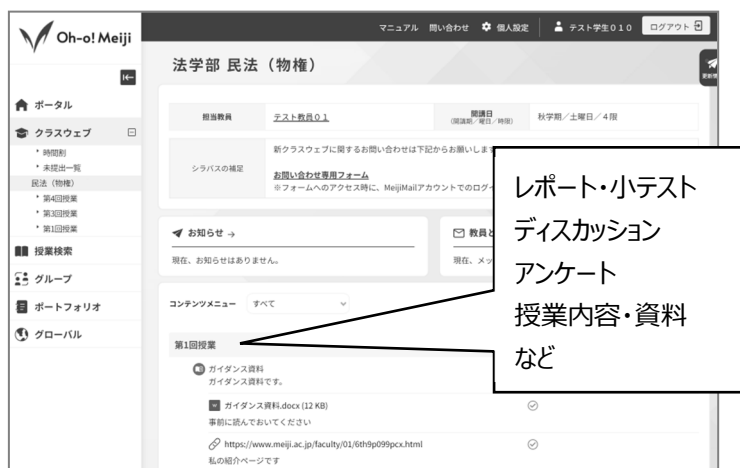 Oh-o! Meiji
マニュアル 問い合わせ 個人設定 テスト学生010 ログアウト
法学部 民法（物権）
ポータル
クラスウェブ
・時間割
・未提出一覧
民法（物権）
・第4回授業
・第3回授業
・第1回授業
授業検索
グループ
ポートフォリオ
グローバル
担当教員 テスト教員01 開講日 秋学期／土曜日／4限
(開講期／曜日／時限)
シラバスの補足
新クラスウェブに関するお問い合わせは下記からお願いしま
お問い合わせ専用フォーム
※フォームへのアクセス時に、MeijiMailアカウントでのログイ
お知らせ →
現在、お知らせはありません。
教員と
現在、メッ
コンテンツメニュー すべて
第1回授業
ガイダンス資料
ガイダンス資料です。
ガイダンス資料.docx (12 KB)
事前に読んでおいてください
https://www.meiji.ac.jp/faculty/01/6th9p099pcx.html
私の紹介ページです
レポート・小テスト
ディスカッション
アンケート
授業内容・資料
など